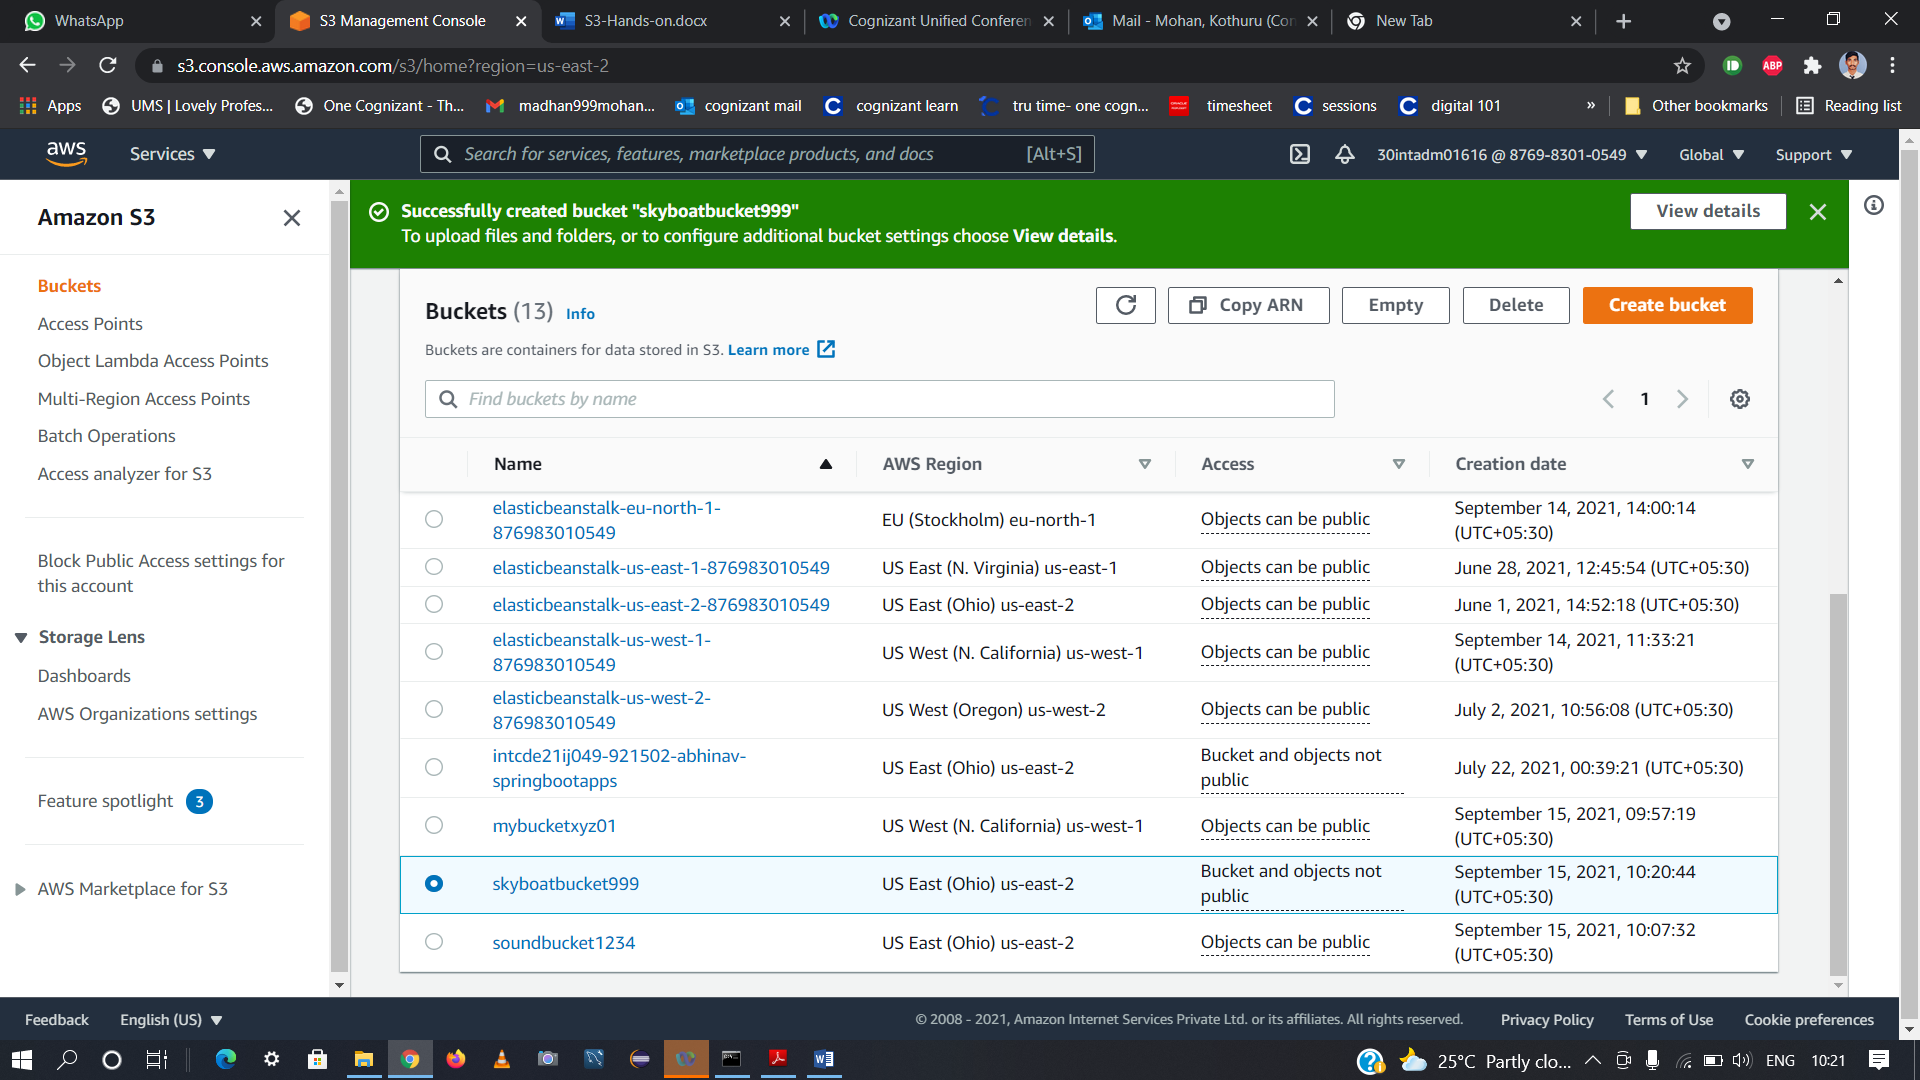 WhatsApp
S3 Management Console
S3-Hands-on.docx
Cognizant Unified Conferen
Mail - Mohan, Kothuru (Con
New Tab
s3.console.aws.amazon.com/s3/home?region=us-east-2
ABP
Apps
UMS | Lovely Profes...
One Cognizant - Th...
madhan999mohan...
cognizant mail
cognizant learn
tru time- one cogn...
timesheet
sessions
digital 101
»
Other bookmarks
Reading list
aws
Services
Search for services, features, marketplace products, and docs
[Alt+S]
30intadm01616 @ 8769-8301-0549
Global
Support
Amazon S3
Buckets
Access Points
Object Lambda Access Points
Multi-Region Access Points
Batch Operations
Access analyzer for S3
Block Public Access settings for
this account
Storage Lens
Dashboards
AWS Organizations settings
Feature spotlight 3
AWS Marketplace for S3
Successfully created bucket "skyboatbucket999"
To upload files and folders, or to configure additional bucket settings choose View details.
View details
Buckets (13) Info
Copy ARN
Empty
Delete
Create bucket
Buckets are containers for data stored in S3. Learn more
Find buckets by name
1
Name
AWS Region
Access
Creation date
elasticbeanstalk-eu-north-1-
876983010549
EU (Stockholm) eu-north-1
Objects can be public
September 14, 2021, 14:00:14
(UTC+05:30)
elasticbeanstalk-us-east-1-876983010549
US East (N. Virginia) us-east-1
Objects can be public
June 28, 2021, 12:45:54 (UTC+05:30)
elasticbeanstalk-us-east-2-876983010549
US East (Ohio) us-east-2
Objects can be public
June 1, 2021, 14:52:18 (UTC+05:30)
elasticbeanstalk-us-west-1-
876983010549
US West (N. California) us-west-1
Objects can be public
September 14, 2021, 11:33:21
(UTC+05:30)
elasticbeanstalk-us-west-2-
876983010549
US West (Oregon) us-west-2
Objects can be public
July 2, 2021, 10:56:08 (UTC+05:30)
intcde21ij049-921502-abhinav-
springbootapps
US East (Ohio) us-east-2
Bucket and objects not
public
July 22, 2021, 00:39:21 (UTC+05:30)
mybucketxyz01
US West (N. California) us-west-1
Objects can be public
September 15, 2021, 09:57:19
(UTC+05:30)
skyboatbucket999
US East (Ohio) us-east-2
Bucket and objects not
public
September 15, 2021, 10:20:44
(UTC+05:30)
soundbucket1234
US East (Ohio) us-east-2
Objects can be public
September 15, 2021, 10:07:32
(UTC+05:30)
Feedback
English (US)
© 2008 - 2021, Amazon Internet Services Private Ltd. or its affiliates. All rights reserved.
Privacy Policy
Terms of Use
Cookie preferences
25°C Partly clo...
ENG
10:21